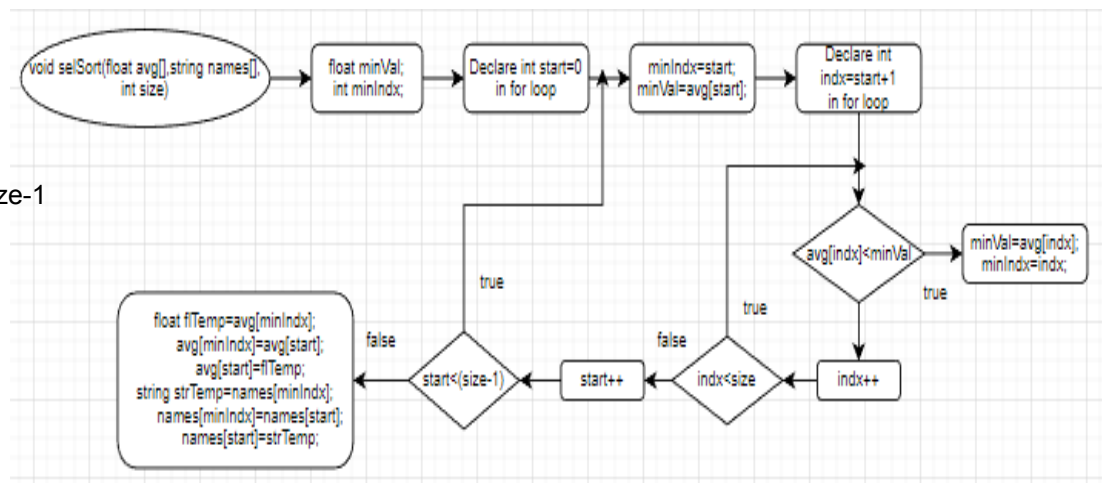 void selSort(float avg[],string names[],
int size)
float minVal;
int minIndx;
Declare int start=0
in for loop
minIndx=start;
minVal=avg[start];
Declare int
indx=start+1
in for loop
ze-1
avg[indx]<minVal
minVal=avg[indx];
minIndx=indx;
true
true
true
float flTemp=avg[minIndx];
avg[minIndx]=avg[start];
avg[start]=flTemp;
string strTemp=names[minIndx];
names[minIndx]=names[start];
names[start]=strTemp;
false
start<(size-1)
start++
false
indx<size
indx++